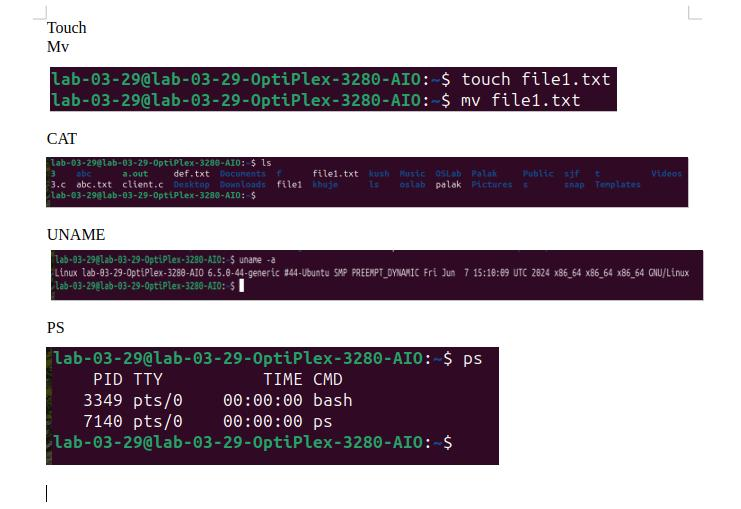 Touch
Mv
lab-03-29@lab-03-29-OptiPlex-3280-AIO:~$ touch file1.txt
lab-03-29@lab-03-29-OptiPlex-3280-AIO:~$ mv file1.txt
CAT
lab-03-29@lab-03-29-OptiPlex-3280-AIO:~$ ls
3 abc a.out def.txt Documents f file1.txt kush Music OSLab Palak Public sjf t Videos
3.c abc.txt client.c Desktop Downloads file1 khuje ls oslab palak Pictures s snap Templates
lab-03-29@lab-03-29-OptiPlex-3280-AIO:~$
UNAME
lab-03-29@lab-03-29-OptiPlex-3280-AIO:~$ uname -a
Linux lab-03-29-OptiPlex-3280-AIO 6.5.0-44-generic #44-Ubuntu SMP PREEMPT_DYNAMIC Fri Jun 7 15:10:09 UTC 2024 x86_64 x86_64 x86_64 GNU/Linux
lab-03-29@lab-03-29-OptiPlex-3280-AIO:~$
PS
lab-03-29@lab-03-29-OptiPlex-3280-AIO:~$ ps
PID TTY TIME CMD
3349 pts/0 00:00:00 bash
7140 pts/0 00:00:00 ps
lab-03-29@lab-03-29-OptiPlex-3280-AIO:~$